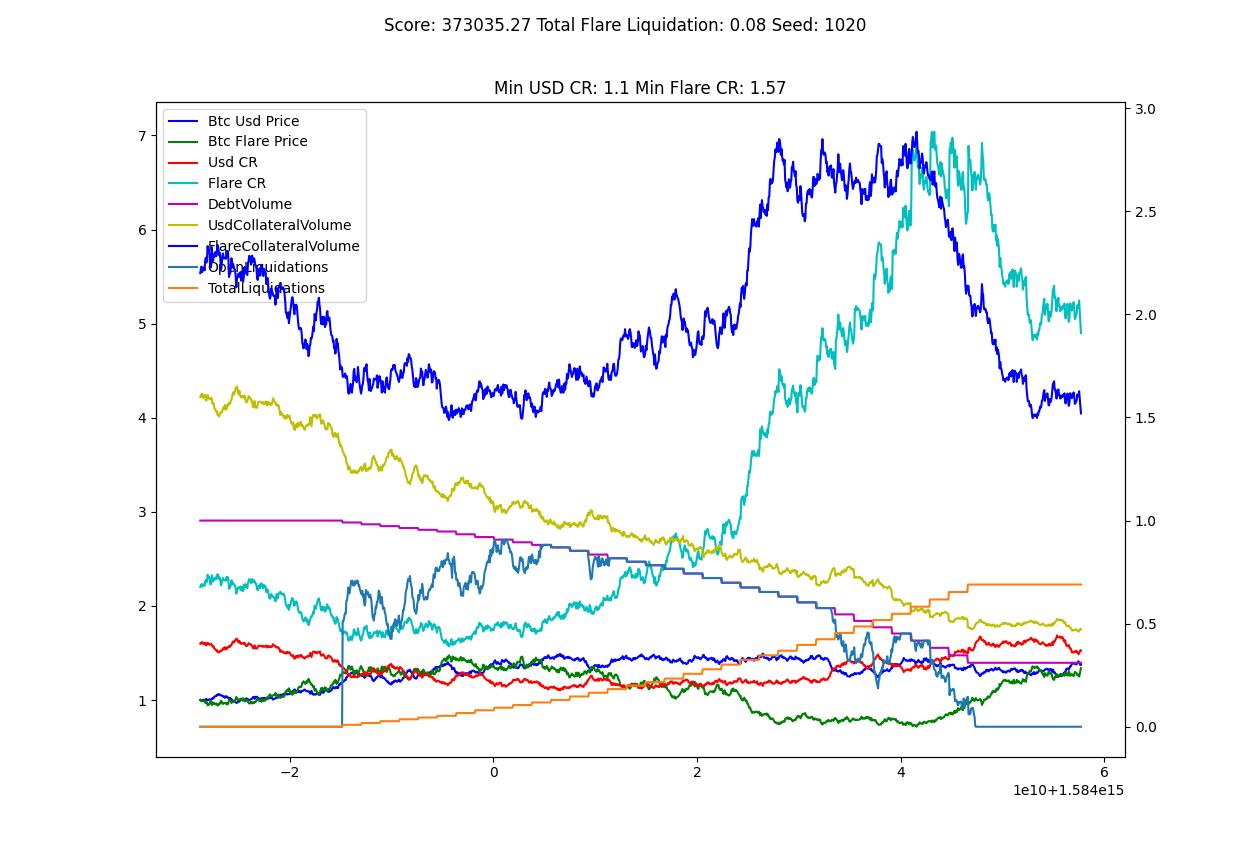 Score: 373035.27 Total Flare Liquidation: 0.08 Seed: 1020
Min USD CR: 1.1 Min Flare CR: 1.57
Btc Usd Price
Btc Flare Price
Usd CR
Flare CR
DebtVolume
UsdCollateralVolume
FlareCollateralVolume
OpenLiquidations
TotalLiquidations
7
6
5
4
3
2
1
3.0
2.5
2.0
1.5
1.0
0.5
0.0
−2 0 2 4 6
1e10+1.584e15